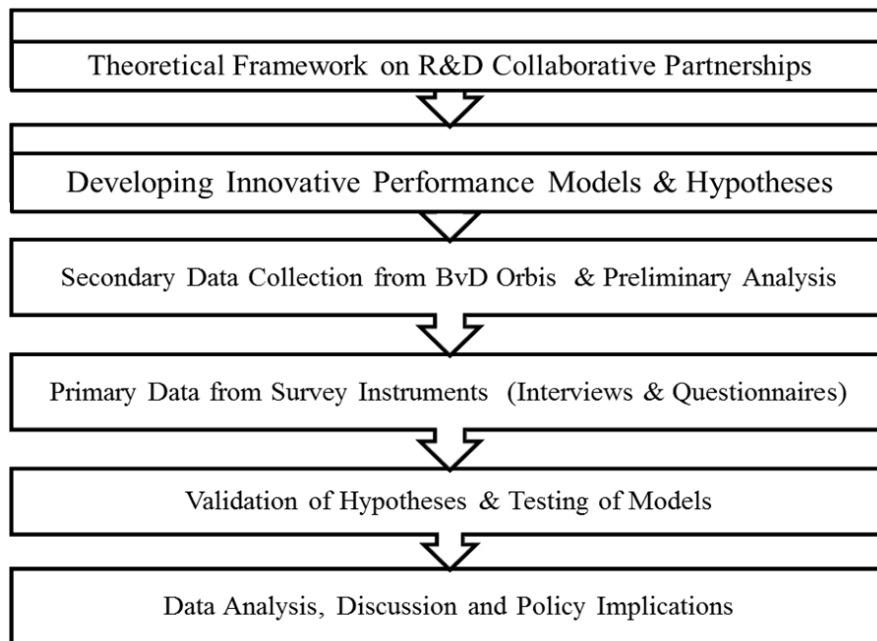 Theoretical Framework on R&D Collaborative Partnerships
Developing Innovative Performance Models & Hypotheses
Secondary Data Collection from BvD Orbis & Preliminary Analysis
Primary Data from Survey Instruments (Interviews & Questionnaires)
Validation of Hypotheses & Testing of Models
Data Analysis, Discussion and Policy Implications